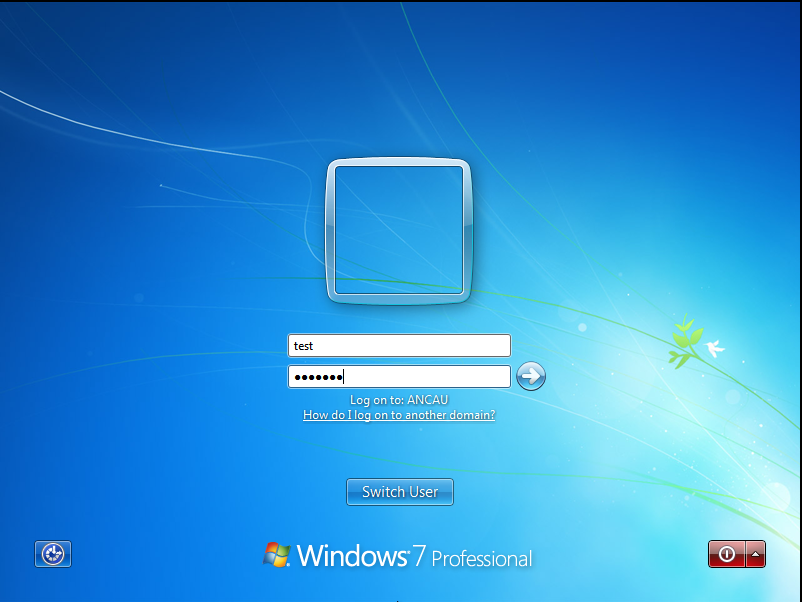 test
•••••••
Log on to: ANCAU
How do I log on to another domain?
Switch User
Windows 7 Professional